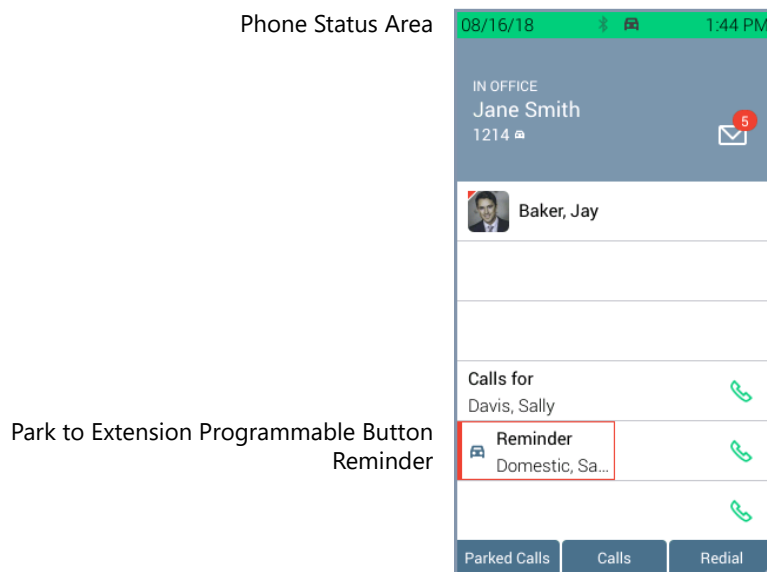 Phone Status Area
08/16/18
1:44 PM
IN OFFICE
Jane Smith
1214
5
Baker, Jay
Calls for
Davis, Sally
Park to Extension Programmable Button
Reminder
Reminder
Domestic, Sa...
Parked Calls
Calls
Redial